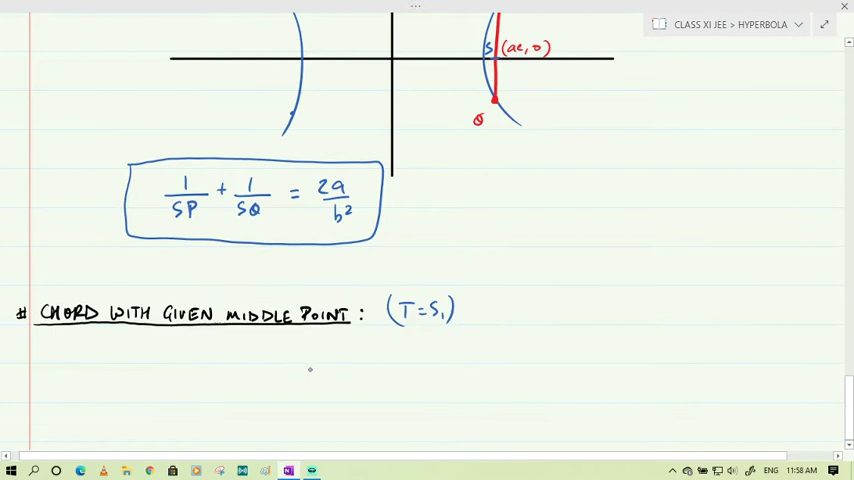 CLASS XI JEE > HYPERBOLA
S (ae, 0)
Q
1/SP + 1/SQ = 2a/b²
# CHORD WITH GIVEN MIDDLE POINT : (T=S₁)
ENG 11:58 AM